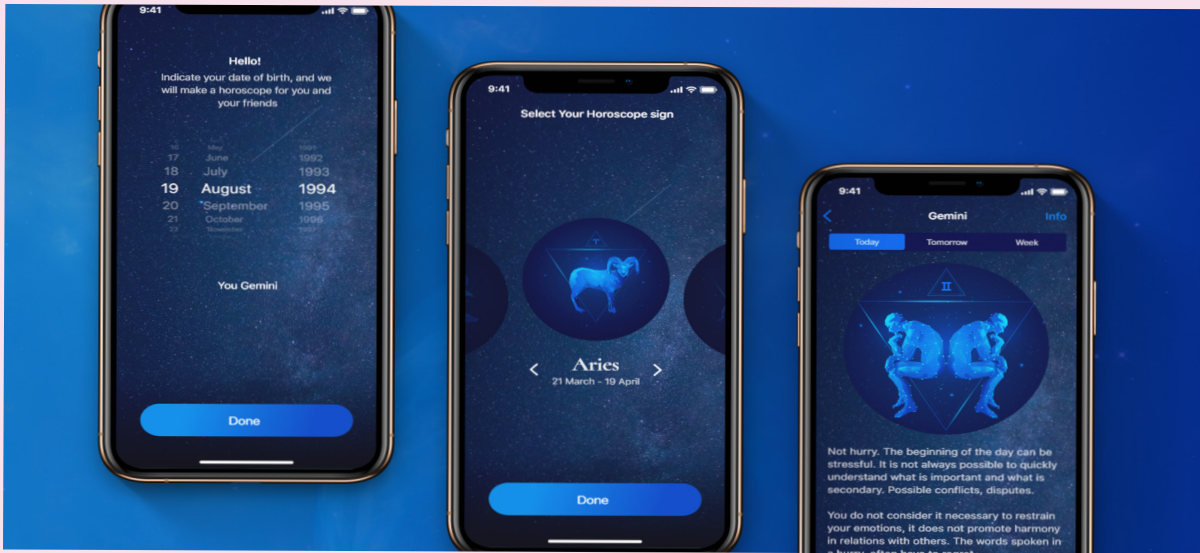 9:41
Hello!
Indicate your date of birth, and we
will make a horoscope for you and
your friends
16 May 1991
17 June 1992
18 July 1993
19 August 1994
20 September 1995
21 October 1996
You Gemini
Done
9:41
Select Your Horoscope sign
Aries
21 March - 19 April
Done
9:41
Gemini
Info
Today Tomorrow Week
II
Not hurry. The beginning of the day can be
stressful. It is not always possible to quickly
understand what is important and what is
secondary. Possible conflicts, disputes.
You do not consider it necessary to restrain
your emotions, it does not promote harmony
in relations with others. The words spoken in